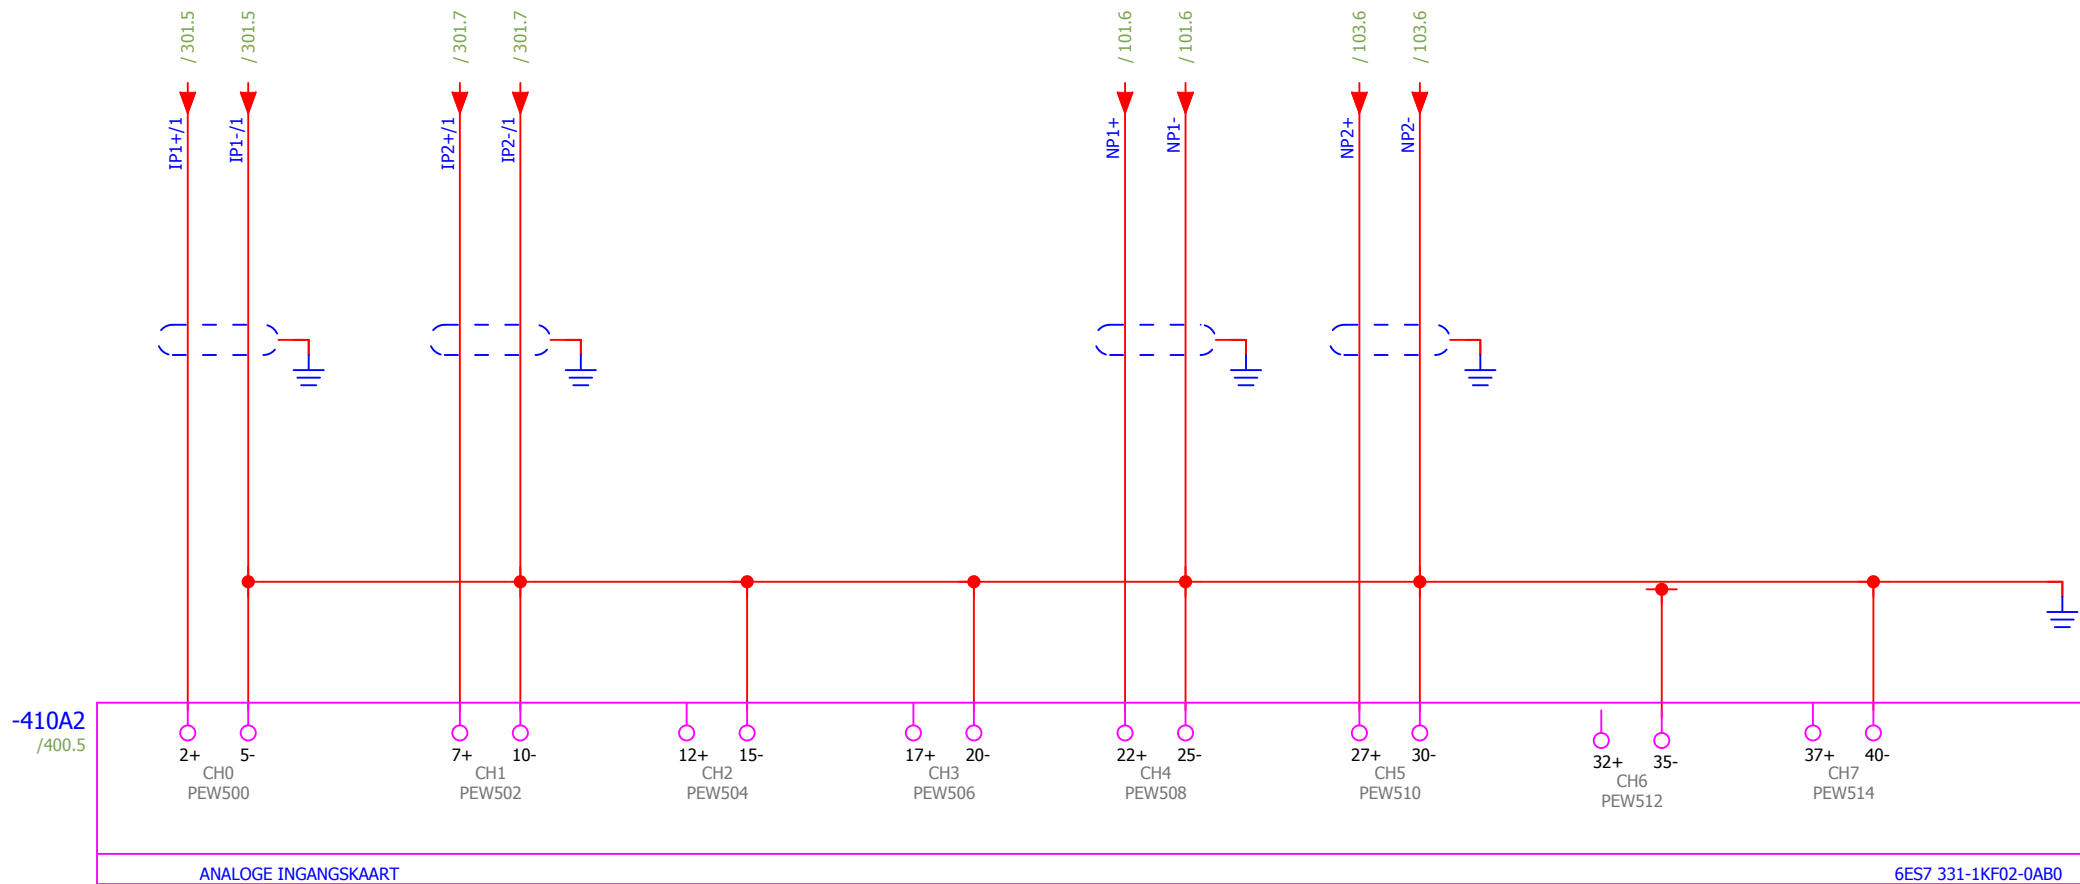 / 301.5 / 301.5 / 301.7 / 301.7 / 101.6 / 101.6 / 103.6 / 103.6
IP1+/1 IP1-/1 IP2+/1 IP2-/1 NP1+ NP1- NP2+ NP2-
-410A2
/400.5
2+ 5- 7+ 10- 12+ 15- 17+ 20- 22+ 25- 27+ 30- 32+ 35- 37+ 40-
CH0 CH1 CH2 CH3 CH4 CH5 CH6 CH7
PEW500 PEW502 PEW504 PEW506 PEW508 PEW510 PEW512 PEW514
ANALOGE INGANGSKAART 6ES7 331-1KF02-0AB0